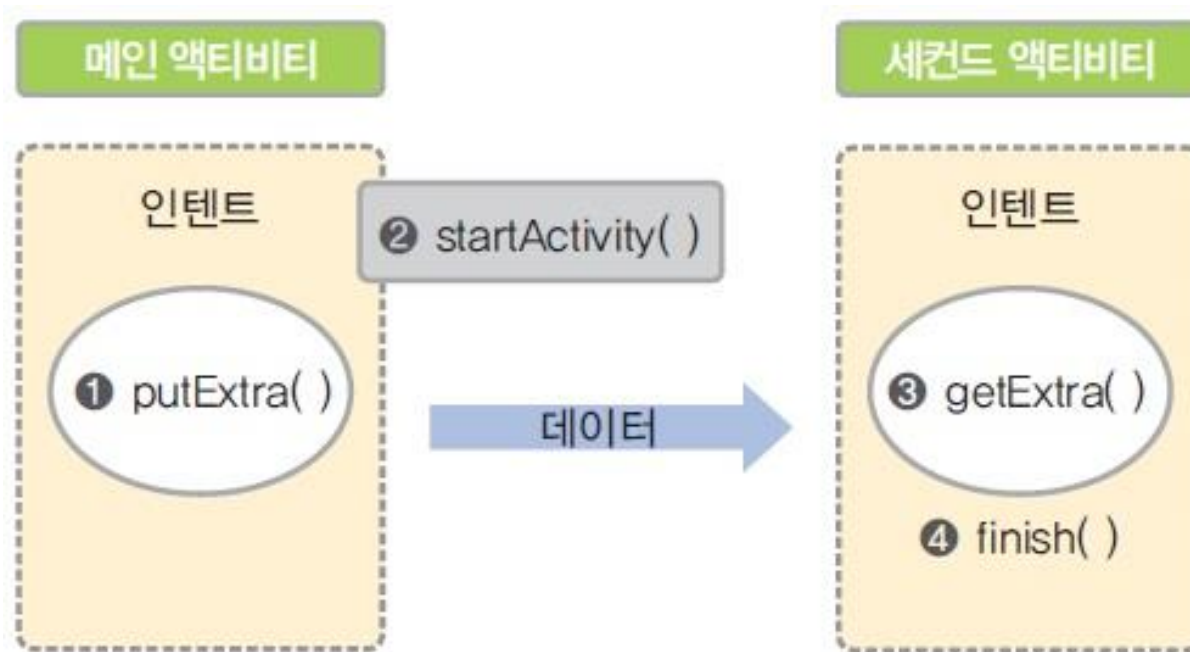 메인 액티비티
세컨드 액티비티
인텐트
❷ startActivity( )
인텐트
❶ putExtra( )
데이터
❸ getExtra( )
❹ finish( )